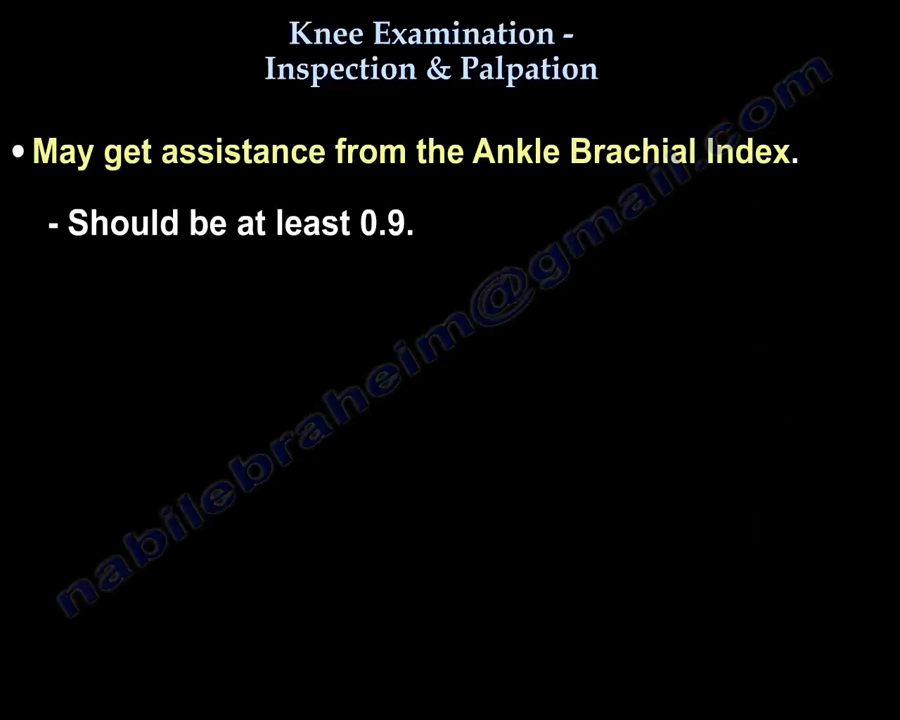 Knee Examination -
Inspection & Palpation
• May get assistance from the Ankle Brachial Index.
- Should be at least 0.9.
nabilebraheim@gmail.com